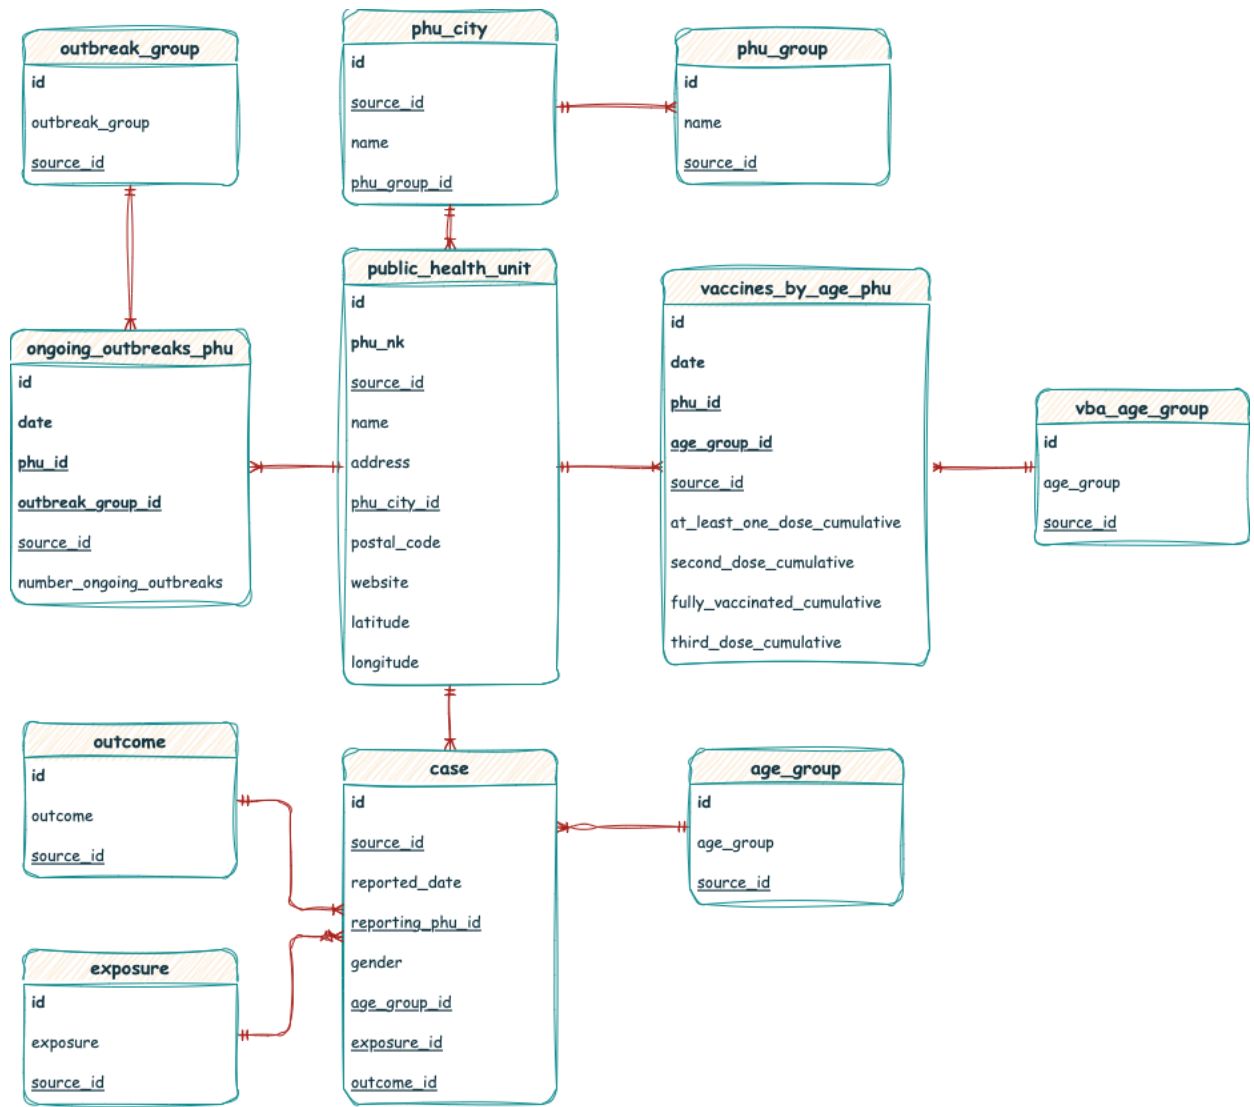 outbreak_group
id
outbreak_group
source_id
phu_city
id
source_id
name
phu_group_id
phu_group
id
name
source_id
ongoing_outbreaks_phu
id
date
phu_id
outbreak_group_id
source_id
number_ongoing_outbreaks
public_health_unit
id
phu_nk
source_id
name
address
phu_city_id
postal_code
website
latitude
longitude
vaccines_by_age_phu
id
date
phu_id
age_group_id
source_id
at_least_one_dose_cumulative
second_dose_cumulative
fully_vaccinated_cumulative
third_dose_cumulative
vba_age_group
id
age_group
source_id
outcome
id
outcome
source_id
exposure
id
exposure
source_id
case
id
source_id
reported_date
reporting_phu_id
gender
age_group_id
exposure_id
outcome_id
age_group
id
age_group
source_id